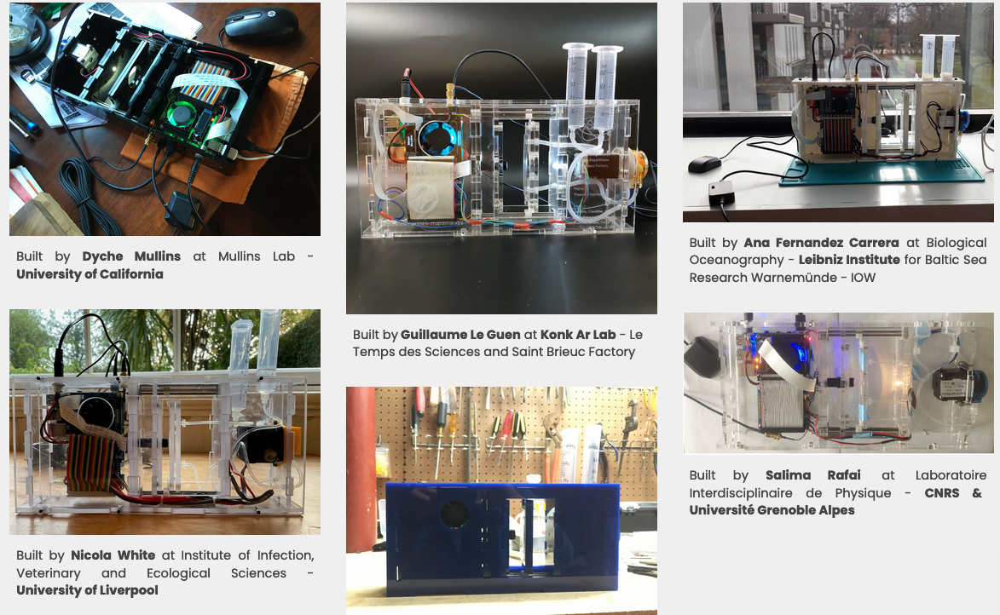 Built by Dyche Mullins at Mullins Lab -
University of California
Built by Nicola White at Institute of Infection,
Veterinary and Ecological Sciences -
University of Liverpool
Built by Guillaume Le Guen at Konk Ar Lab - Le
Temps des Sciences and Saint Brieuc Factory
Built by Ana Fernandez Carrera at Biological
Oceanography - Leibniz Institute for Baltic Sea
Research Warnemünde - IOW
Built by Salima Rafai at Laboratoire
Interdisciplinaire de Physique - CNRS &
Université Grenoble Alpes